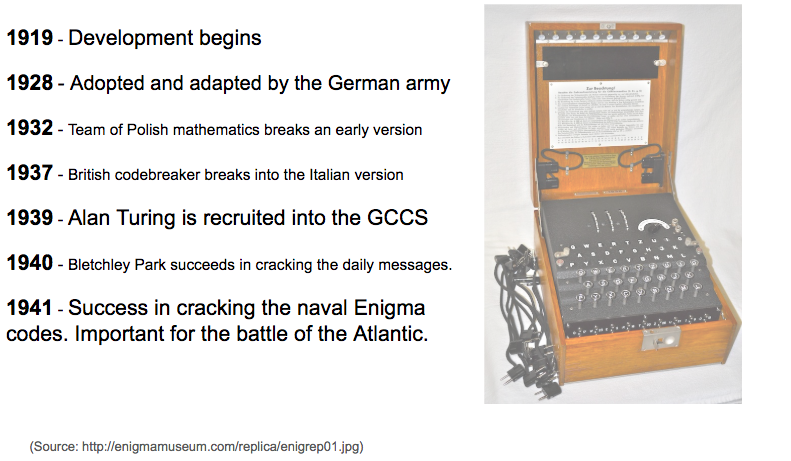 1919 - Development begins
1928 - Adopted and adapted by the German army
1932 - Team of Polish mathematics breaks an early version
1937 - British codebreaker breaks into the Italian version
1939 - Alan Turing is recruited into the GCCS
1940 - Bletchley Park succeeds in cracking the daily messages.
1941 - Success in cracking the naval Enigma
codes. Important for the battle of the Atlantic.
(Source: http://enigmamuseum.com/replica/enigrep01.jpg)